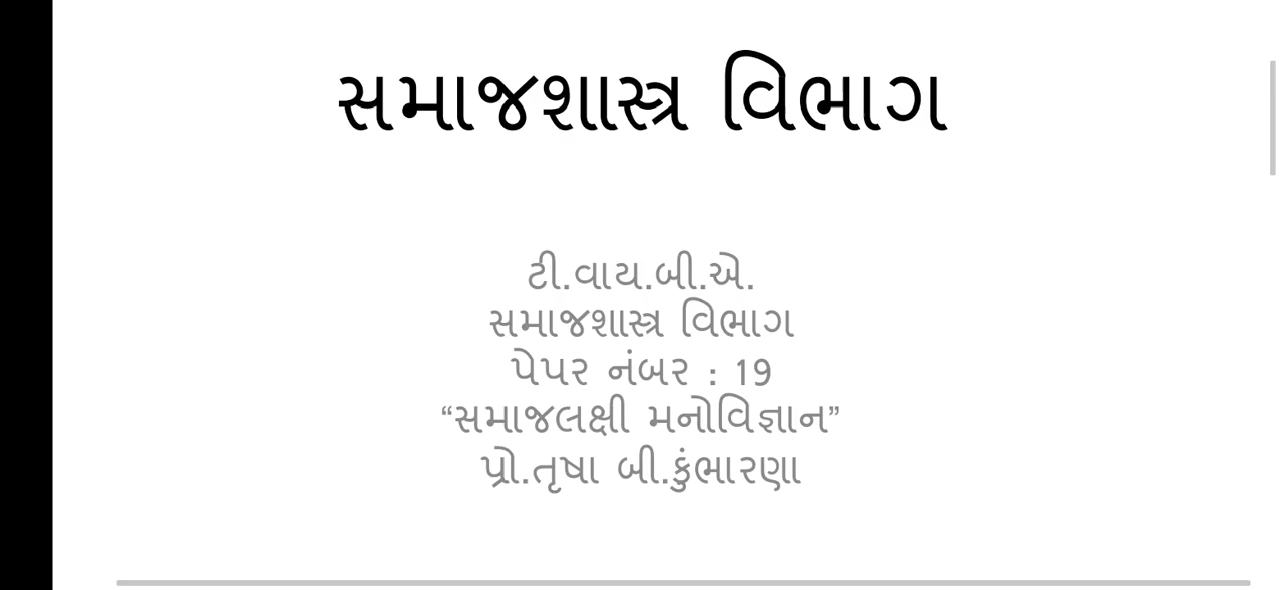 સમાજશાસ્ત્ર વિભાગ
ટી.વાય.બી.એ.
સમાજશાસ્ત્ર વિભાગ
પેપર નંબર : 19
“સમાજલક્ષી મનોવિજ્ઞાન”
પ્રો.તૃષા બી.કુંભારણા